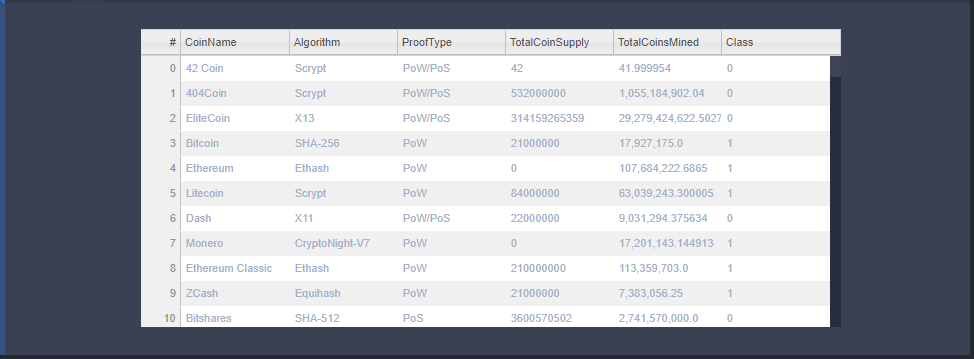 # CoinName Algorithm ProofType TotalCoinSupply TotalCoinsMined Class
0 42 Coin Scrypt PoW/PoS 42 41.999954 0
1 404Coin Scrypt PoW/PoS 532000000 1,055,184,902.04 0
2 EliteCoin X13 PoW/PoS 314159265359 29,279,424,622.5027 0
3 Bitcoin SHA-256 PoW 21000000 17,927,175.0 1
4 Ethereum Ethash PoW 0 107,684,222.6865 1
5 Litecoin Scrypt PoW 84000000 63,039,243.300005 1
6 Dash X11 PoW/PoS 22000000 9,031,294.375634 0
7 Monero CryptoNight-V7 PoW 0 17,201,143.144913 1
8 Ethereum Classic Ethash PoW 210000000 113,359,703.0 1
9 ZCash Equihash PoW 21000000 7,383,056.25 1
10 Bitshares SHA-512 PoS 3600570502 2,741,570,000.0 0